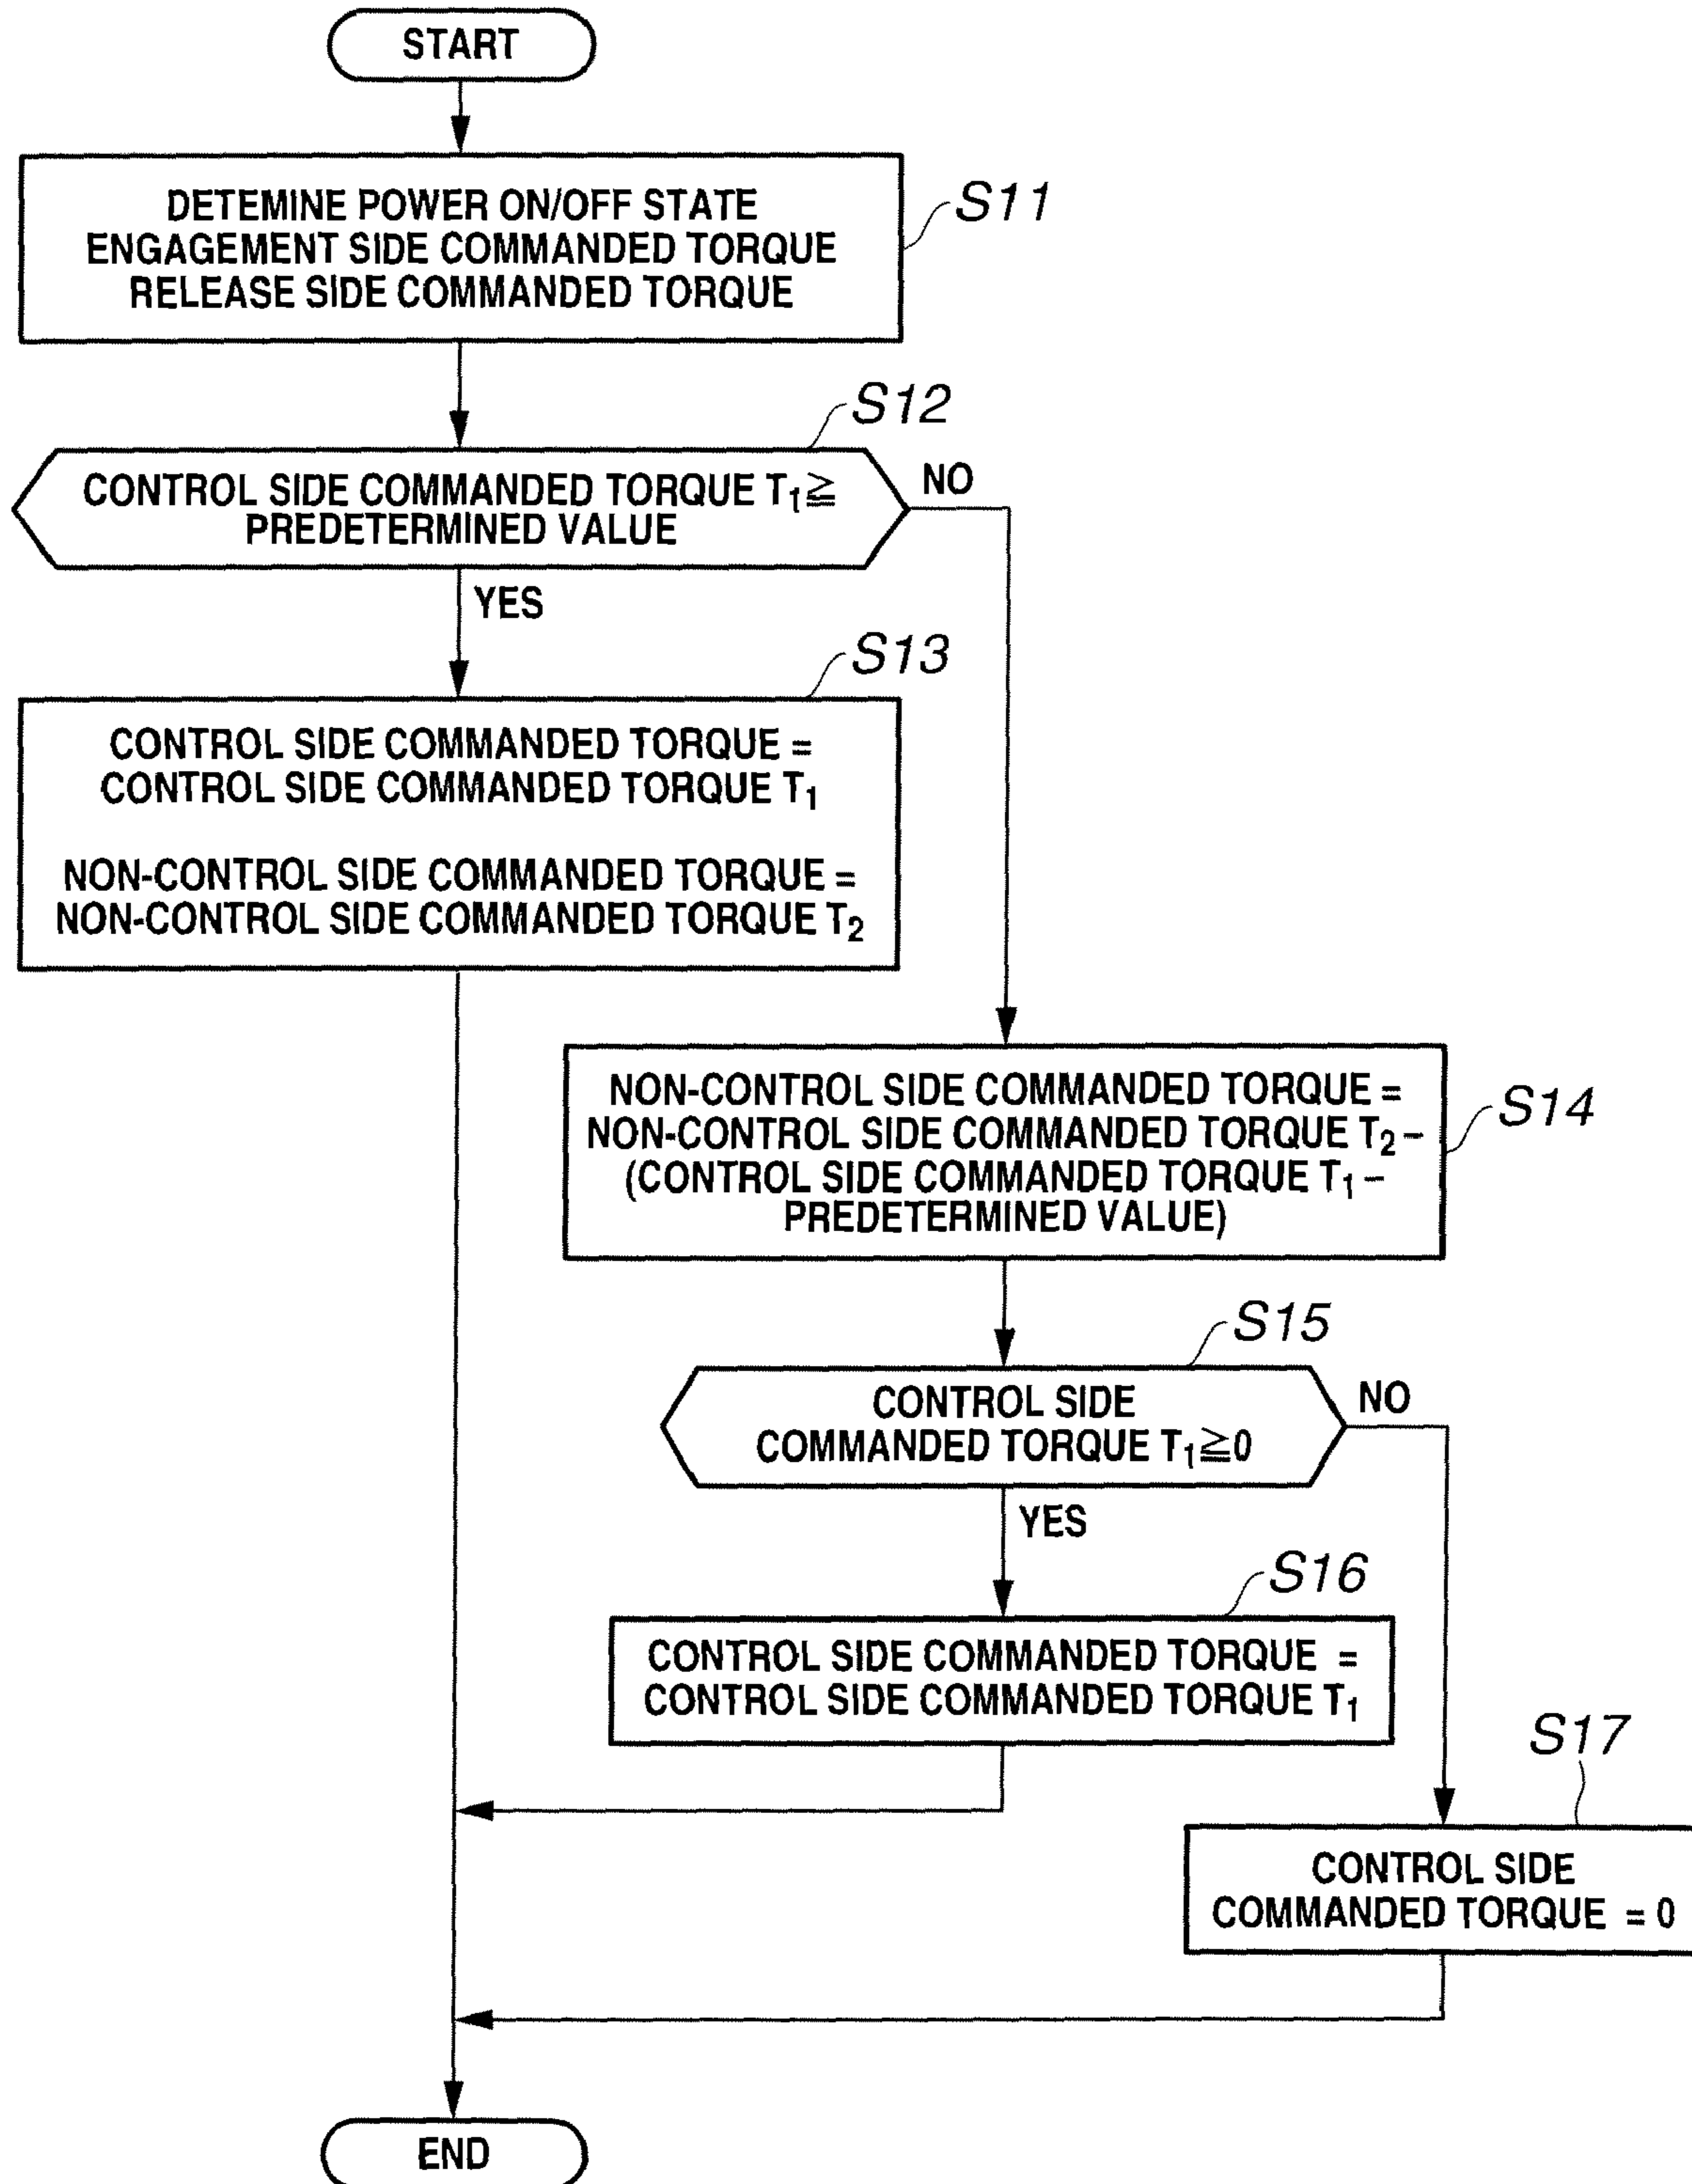 START
DETEMINE POWER ON/OFF STATE
ENGAGEMENT SIDE COMMANDED TORQUE
RELEASE SIDE COMMANDED TORQUE
S11
S12
CONTROL SIDE COMMANDED TORQUE T1≧
PREDETERMINED VALUE
NO
YES
S13
CONTROL SIDE COMMANDED TORQUE =
CONTROL SIDE COMMANDED TORQUE T1
NON-CONTROL SIDE COMMANDED TORQUE =
NON-CONTROL SIDE COMMANDED TORQUE T2
NON-CONTROL SIDE COMMANDED TORQUE =
NON-CONTROL SIDE COMMANDED TORQUE T2 –
(CONTROL SIDE COMMANDED TORQUE T1 –
PREDETERMINED VALUE)
S14
S15
CONTROL SIDE
COMMANDED TORQUE T1≧0
NO
YES
S16
CONTROL SIDE COMMANDED TORQUE =
CONTROL SIDE COMMANDED TORQUE T1
S17
CONTROL SIDE
COMMANDED TORQUE = 0
END